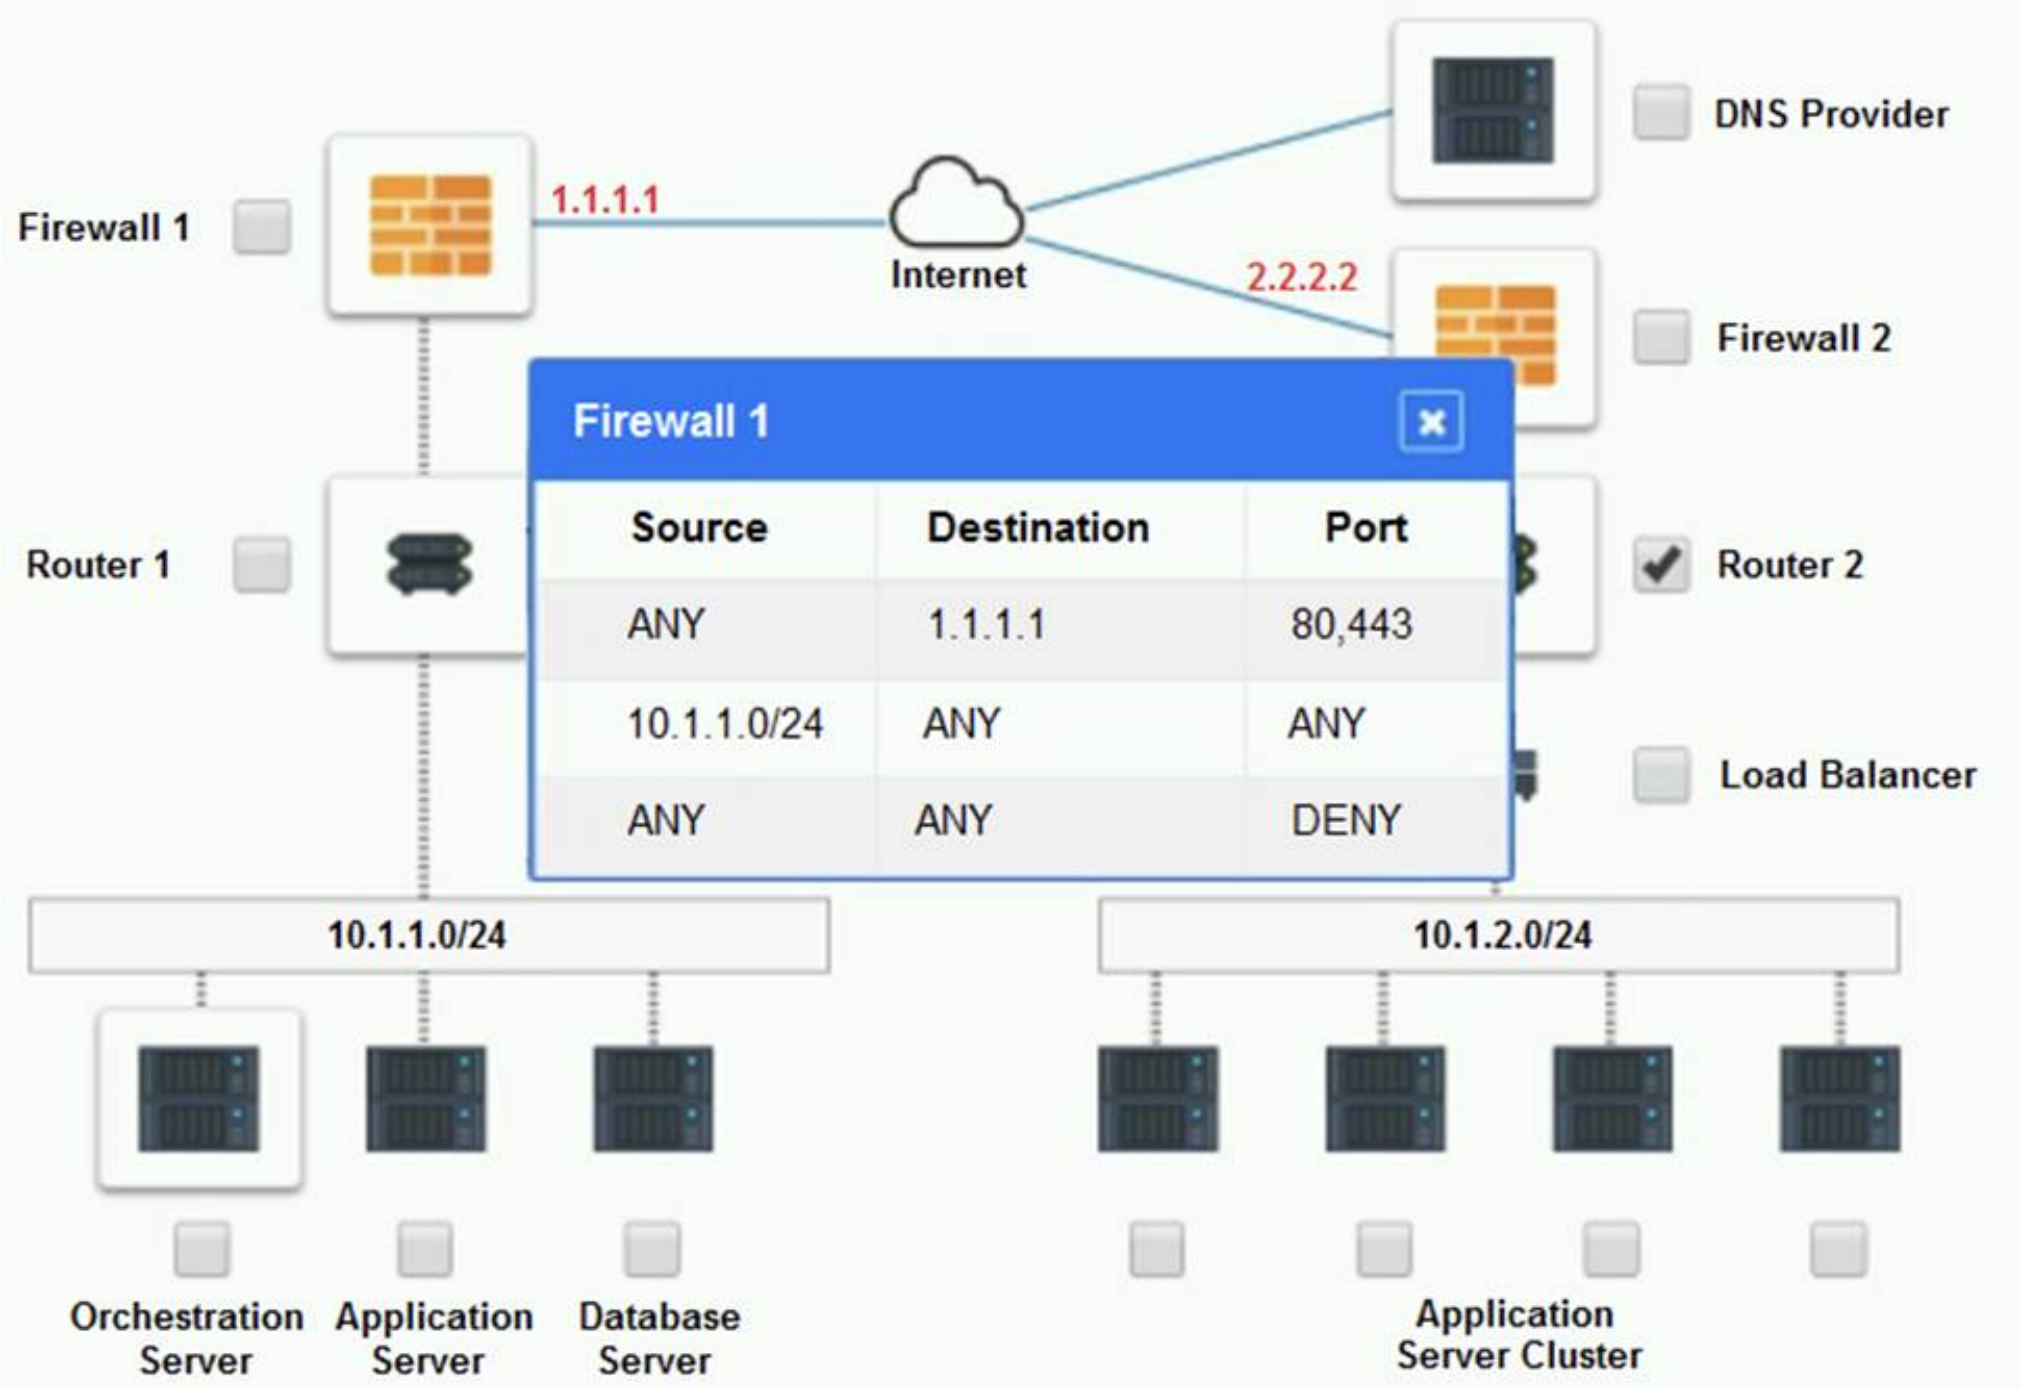 DNS Provider
Firewall 1
1.1.1.1
Internet
2.2.2.2
Firewall 2
Firewall 1
Source Destination Port
ANY 1.1.1.1 80,443
10.1.1.0/24 ANY ANY
ANY ANY DENY
Router 1
Router 2
Load Balancer
10.1.1.0/24
10.1.2.0/24
Orchestration
Server
Application
Server
Database
Server
Application
Server Cluster